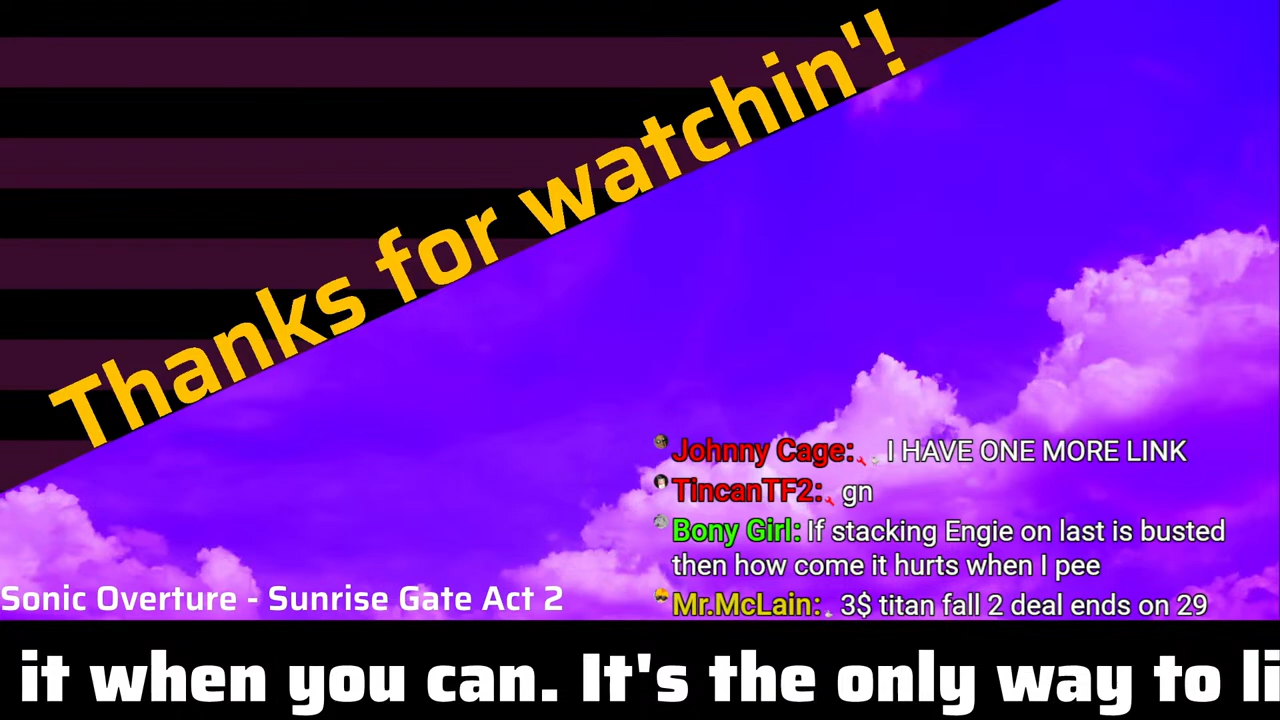 Thanks for watchin'!
Johnny Cage: I HAVE ONE MORE LINK
TincanTF2: gn
Bony Girl: If stacking Engie on last is busted
then how come it hurts when I pee
Sonic Overture - Sunrise Gate Act 2
Mr.McLain: 3$ titan fall 2 deal ends on 29
it when you can. It's the only way to li